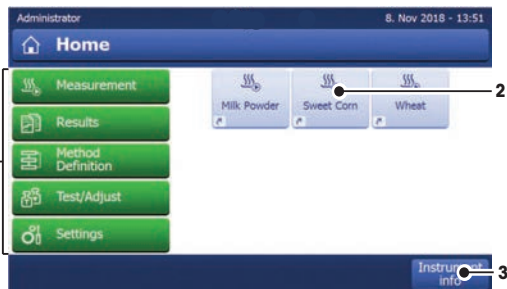 Administrator
8. Nov 2018 - 13:51
Home
Measurement
Results
Method
Definition
Test/Adjust
Settings
Milk Powder
Sweet Corn
Wheat
2
Instrument
info
3